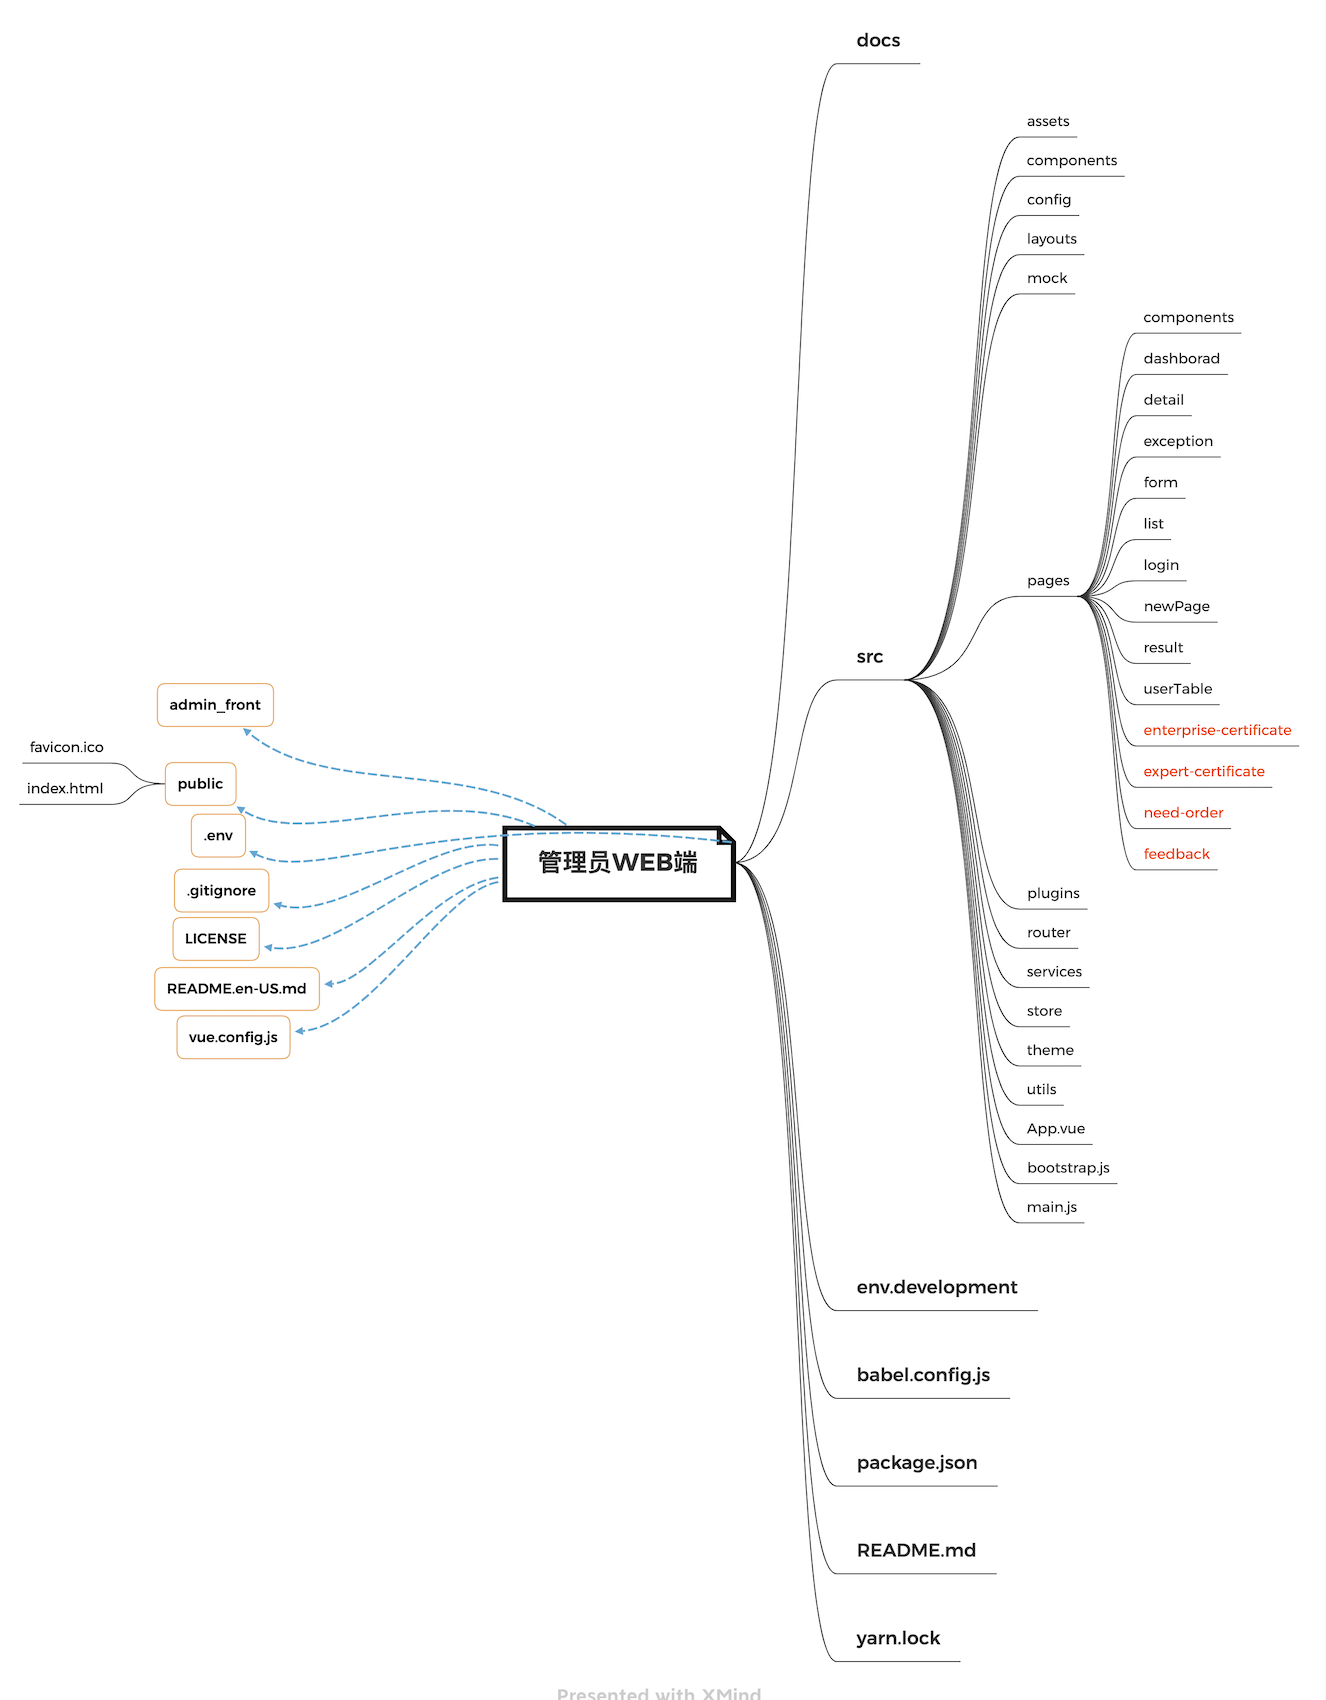 docs
assets
components
config
layouts
mock
components
dashborad
detail
exception
form
list
login
pages
newPage
result
src
userTable
admin_front
enterprise-certificate
favicon.ico
expert-certificate
public
index.html
need-order
.env
feedback
管理员WEB端
.gitignore
plugins
LICENSE
router
services
README.en-US.md
store
vue.config.js
theme
utils
App.vue
bootstrap.js
main.js
env.development
babel.config.js
package.json
README.md
yarn.lock
Presented with XMind